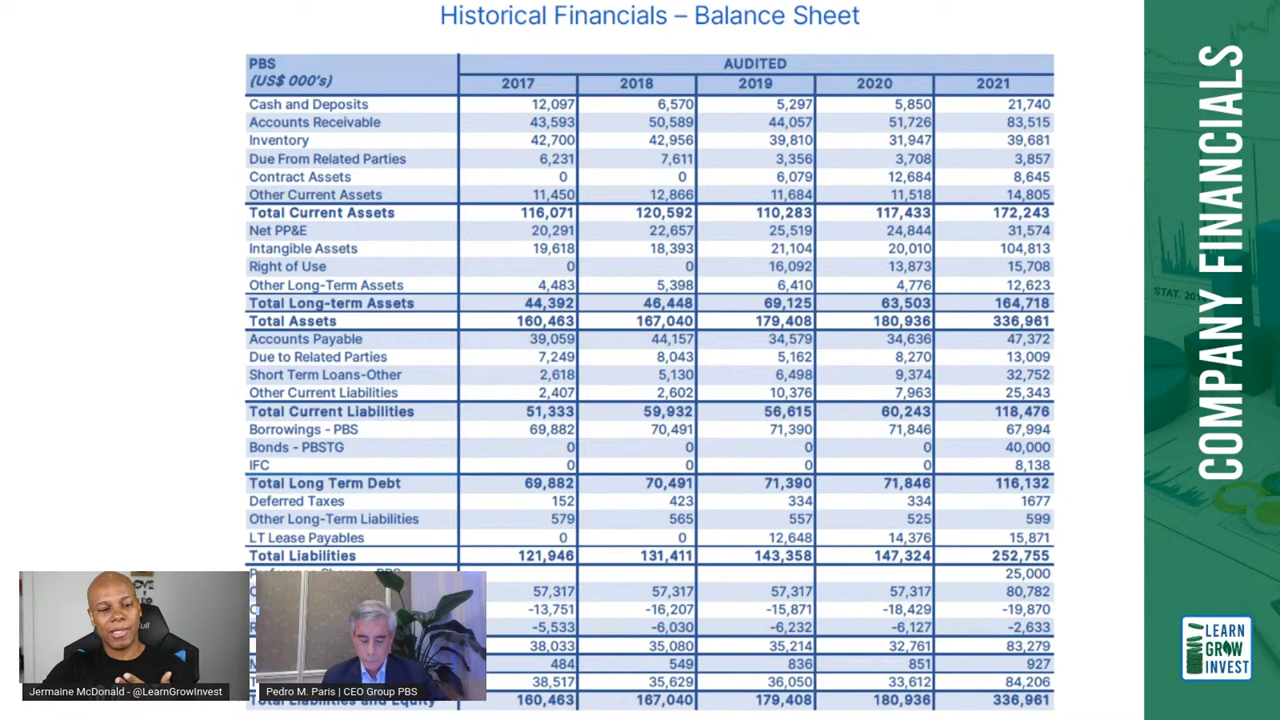 Historical Financials – Balance Sheet
PBS AUDITED
(US$ 000's) 2017 2018 2019 2020 2021
Cash and Deposits 12,097 6,570 5,297 5,850 21,740
Accounts Receivable 43,593 50,589 44,057 51,726 83,515
Inventory 42,700 42,956 39,810 31,947 39,681
Due From Related Parties 6,231 7,611 3,356 3,708 3,857
Contract Assets 0 0 6,079 12,684 8,645
Other Current Assets 11,450 12,866 11,684 11,518 14,805
Total Current Assets 116,071 120,592 110,283 117,433 172,243
Net PP&E 20,291 22,657 25,519 24,844 31,574
Intangible Assets 19,618 18,393 21,104 20,010 104,813
Right of Use 0 0 16,092 13,873 15,708
Other Long-Term Assets 4,483 5,398 6,410 4,776 12,623
Total Long-term Assets 44,392 46,448 69,125 63,503 164,718
Total Assets 160,463 167,040 179,408 180,936 336,961
Accounts Payable 39,059 44,157 34,579 34,636 47,372
Due to Related Parties 7,249 8,043 5,162 8,270 13,009
Short Term Loans-Other 2,618 5,130 6,498 9,374 32,752
Other Current Liabilities 2,407 2,602 10,376 7,963 25,343
Total Current Liabilities 51,333 59,932 56,615 60,243 118,476
Borrowings - PBS 69,882 70,491 71,390 71,846 67,994
Bonds - PBSTG 0 0 0 0 40,000
IFC 0 0 0 0 8,138
Total Long Term Debt 69,882 70,491 71,390 71,846 116,132
Deferred Taxes 152 423 334 334 1677
Other Long-Term Liabilities 579 565 557 525 599
LT Lease Payables 0 0 12,648 14,376 15,871
Total Liabilities 121,946 131,411 143,358 147,324 252,755
25,000
57,317 57,317 57,317 57,317 80,782
-13,751 -16,207 -15,871 -18,429 -19,870
-5,533 -6,030 -6,232 -6,127 -2,633
38,033 35,080 35,214 32,761 83,279
484 549 836 851 927
38,517 35,629 36,050 33,612 84,206
Total Liabilities and Equity 160,463 167,040 179,408 180,936 336,961
Jermaine McDonald - @LearnGrowInvest
Pedro M. Paris | CEO Group PBS
COMPANY FINANCIALS
LEARN
GROW
INVEST